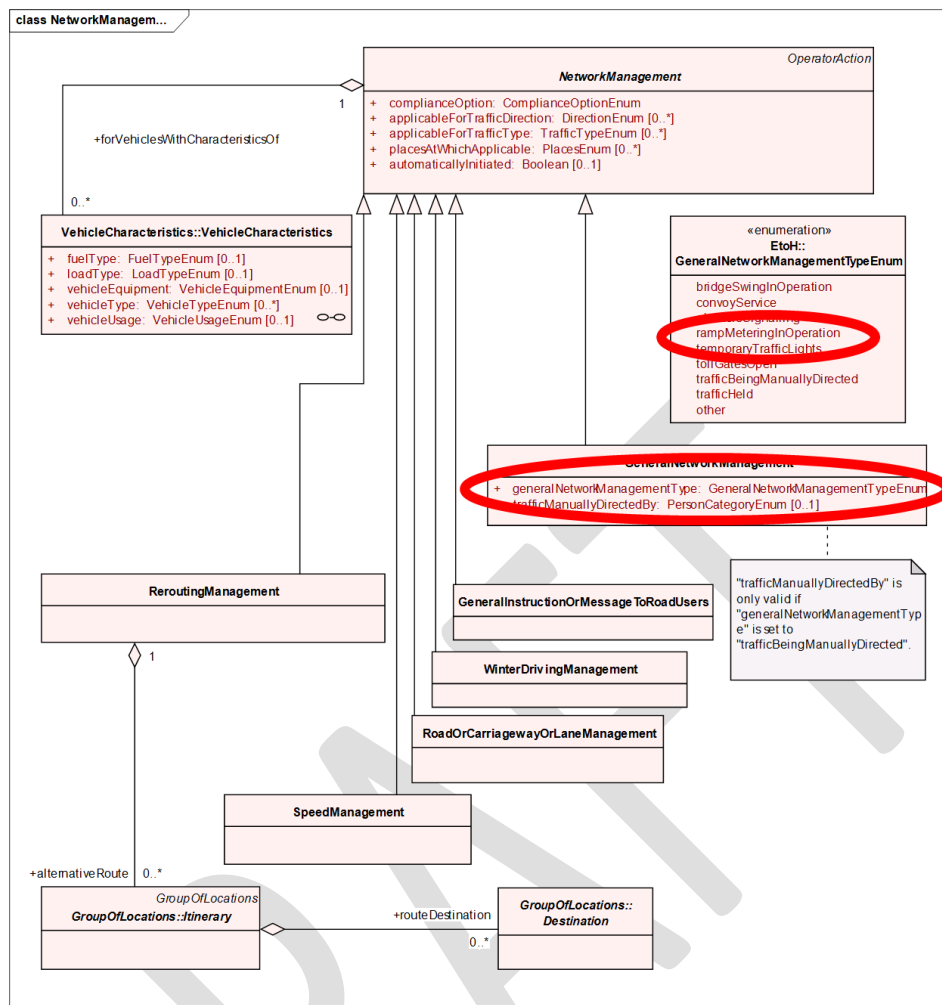 class NetworkManagem...
OperatorAction
NetworkManagement
+ complianceOption: ComplianceOptionEnum
+ applicableForTrafficDirection: DirectionEnum [0..*]
+ applicableForTrafficType: TrafficTypeEnum [0..*]
+ placesAtWhichApplicable: PlacesEnum [0..*]
+ automaticallyInitiated: Boolean [0..1]
1
+forVehiclesWithCharacteristicsOf
0..*
VehicleCharacteristics::VehicleCharacteristics
+ fuelType: FuelTypeEnum [0..1]
+ loadType: LoadTypeEnum [0..1]
+ vehicleEquipment: VehicleEquipmentEnum [0..1]
+ vehicleType: VehicleTypeEnum [0..*]
+ vehicleUsage: VehicleUsageEnum [0..1]
«enumeration»
EtoH::
GeneralNetworkManagementTypeEnum
bridgeSwingInOperation
convoyService
rampMeteringInOperation
temporaryTrafficLights
tollGatesOpen
trafficBeingManuallyDirected
trafficHeld
other
GeneralNetworkManagement
+ generalNetworkManagementType: GeneralNetworkManagementTypeEnum
trafficManuallyDirectedBy: PersonCategoryEnum [0..1]
"trafficManuallyDirectedBy" is
only valid if
"generalNetworkManagementTyp
e" is set to
"trafficBeingManuallyDirected".
ReroutingManagement
GeneralInstructionOrMessageToRoadUsers
1
WinterDrivingManagement
RoadOrCarriagewayOrLaneManagement
SpeedManagement
+alternativeRoute 0..*
GroupOfLocations
GroupOfLocations::Itinerary
+routeDestination
0..*
GroupOfLocations::
Destination
DRAFT